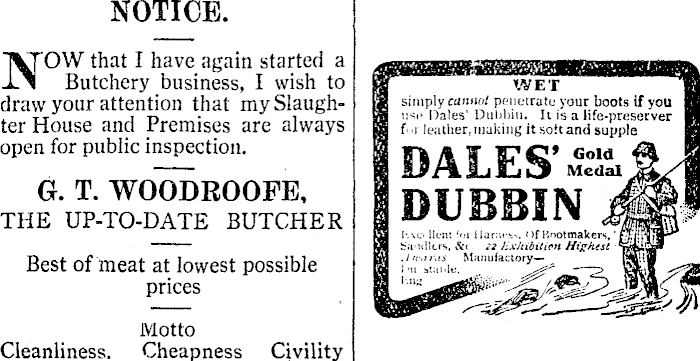 NOTICE.
NOW that I have again started a
Butchery business, I wish to
draw your attention that my Slaugh-
ter House and Premises are always
open for public inspection.
G. T. WOODROOFE,
THE UP-TO-DATE BUTCHER
Best of meat at lowest possible
prices
Motto
Cleanliness. Cheapness Civility
WET
simply cannot penetrate your boots if you
use Dales' Dubbin. It is a life-preserver
for leather, making it soft and supple
DALES' Gold
Medal
DUBBIN
Excellent for Harness. Of Bootmakers,
Saddlers, &c 22 Exhibition Highest
Awards Manufactory—
Dunstable,
Eng